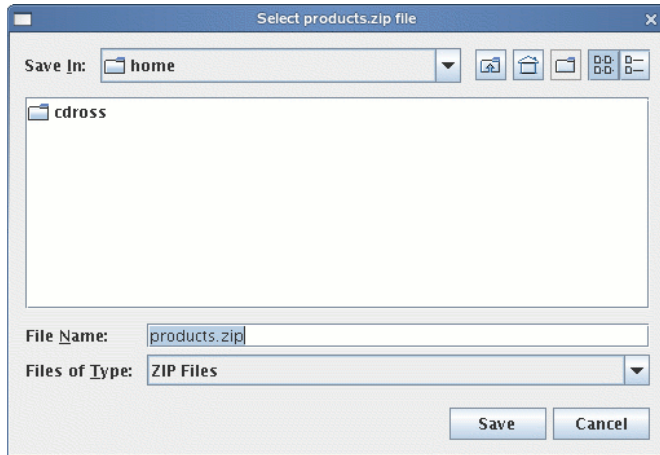 Select products.zip file
Save In: home
cdross
File Name: products.zip
Files of Type: ZIP Files
Save Cancel